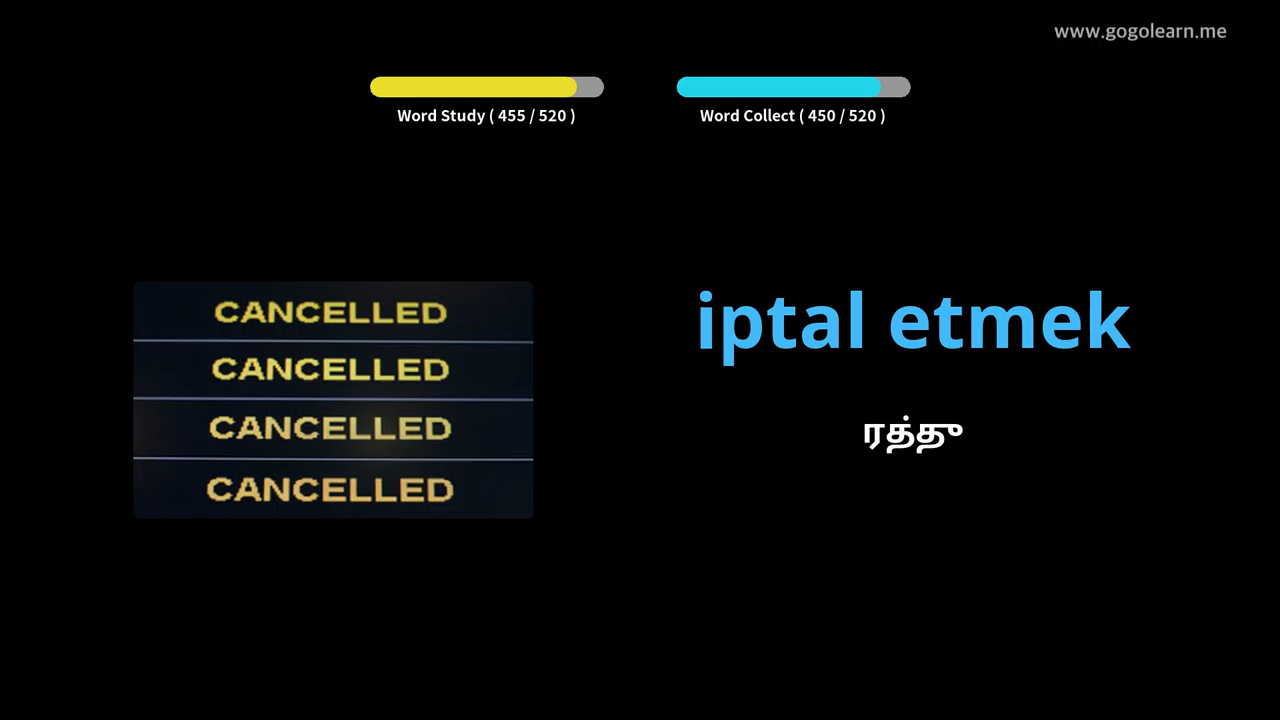 www.gogolearn.me
Word Study ( 455 / 520 )
Word Collect ( 450 / 520 )
CANCELLED
CANCELLED
CANCELLED
CANCELLED
iptal etmek
ரத்து